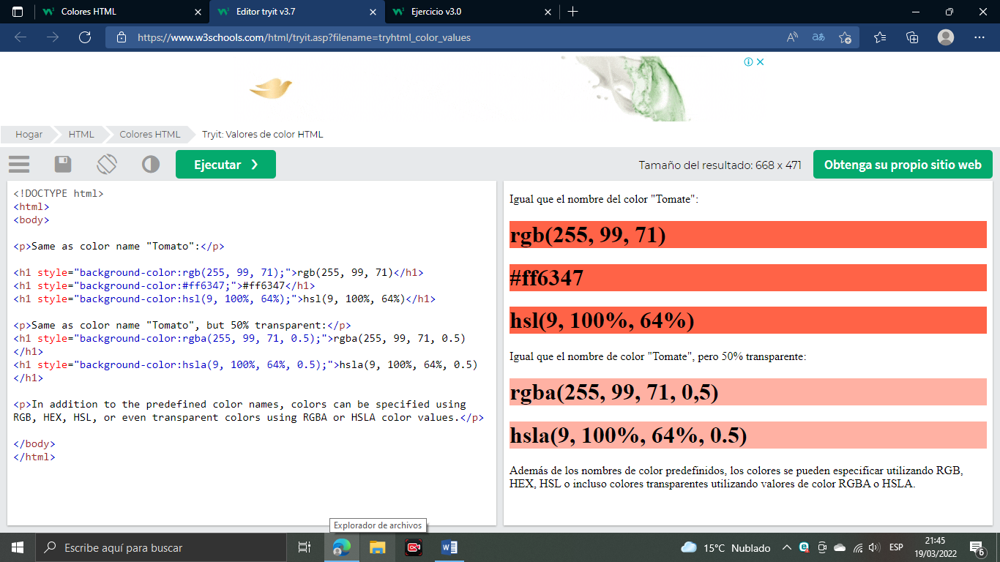 Colores HTML
Editor tryit v3.7
Ejercicio v3.0
https://www.w3schools.com/html/tryit.asp?filename=tryhtml_color_values
Hogar
HTML
Colores HTML
Tryit: Valores de color HTML
Ejecutar ❯
Tamaño del resultado: 668 x 471
Obtenga su propio sitio web
<!DOCTYPE html>
<html>
<body>
<p>Same as color name "Tomato":</p>
<h1 style="background-color:rgb(255, 99, 71);">rgb(255, 99, 71)</h1>
<h1 style="background-color:#ff6347;">#ff6347</h1>
<h1 style="background-color:hsl(9, 100%, 64%);">hsl(9, 100%, 64%)</h1>
<p>Same as color name "Tomato", but 50% transparent:</p>
<h1 style="background-color:rgba(255, 99, 71, 0.5);">rgba(255, 99, 71, 0.5)
</h1>
<h1 style="background-color:hsla(9, 100%, 64%, 0.5);">hsla(9, 100%, 64%, 0.5)
</h1>
<p>In addition to the predefined color names, colors can be specified using
RGB, HEX, HSL, or even transparent colors using RGBA or HSLA color values.</p>
</body>
</html>
Igual que el nombre del color "Tomate":
rgb(255, 99, 71)
#ff6347
hsl(9, 100%, 64%)
Igual que el nombre de color "Tomate", pero 50% transparente:
rgba(255, 99, 71, 0,5)
hsla(9, 100%, 64%, 0.5)
Además de los nombres de color predefinidos, los colores se pueden especificar utilizando RGB,
HEX, HSL o incluso colores transparentes utilizando valores de color RGBA o HSLA.
Explorador de archivos
Escribe aquí para buscar
15°C Nublado
ESP
21:45
19/03/2022
6